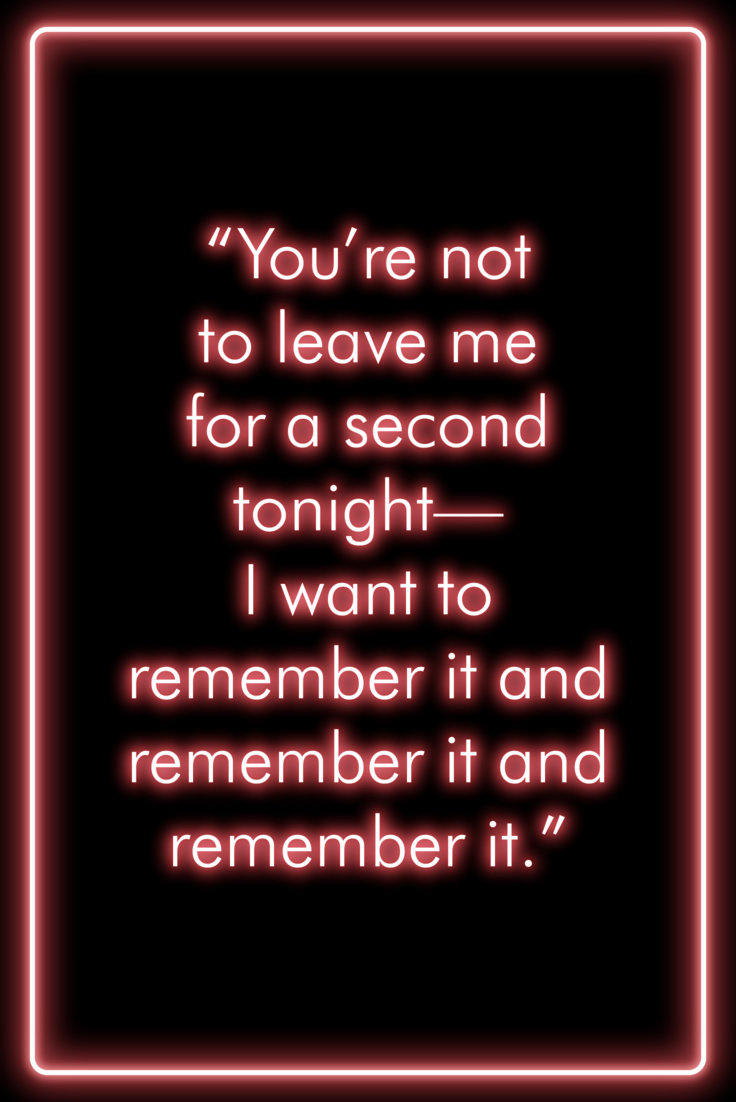 “You’re not
to leave me
for a second
tonight—
I want to
remember it and
remember it and
remember it.”